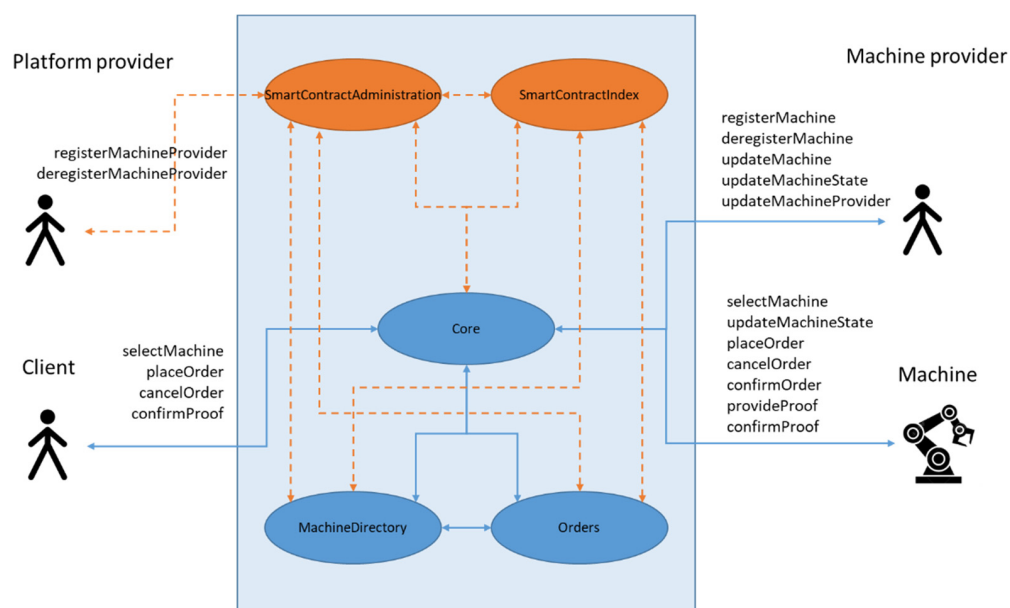 Platform provider
registerMachineProvider
deregisterMachineProvider
Client
selectMachine
placeOrder
cancelOrder
confirmProof
SmartContractAdministration
SmartContractIndex
Core
MachineDirectory
Orders
Machine provider
registerMachine
deregisterMachine
updateMachine
updateMachineState
updateMachineProvider
selectMachine
updateMachineState
placeOrder
cancelOrder
confirmOrder
provideProof
confirmProof
Machine